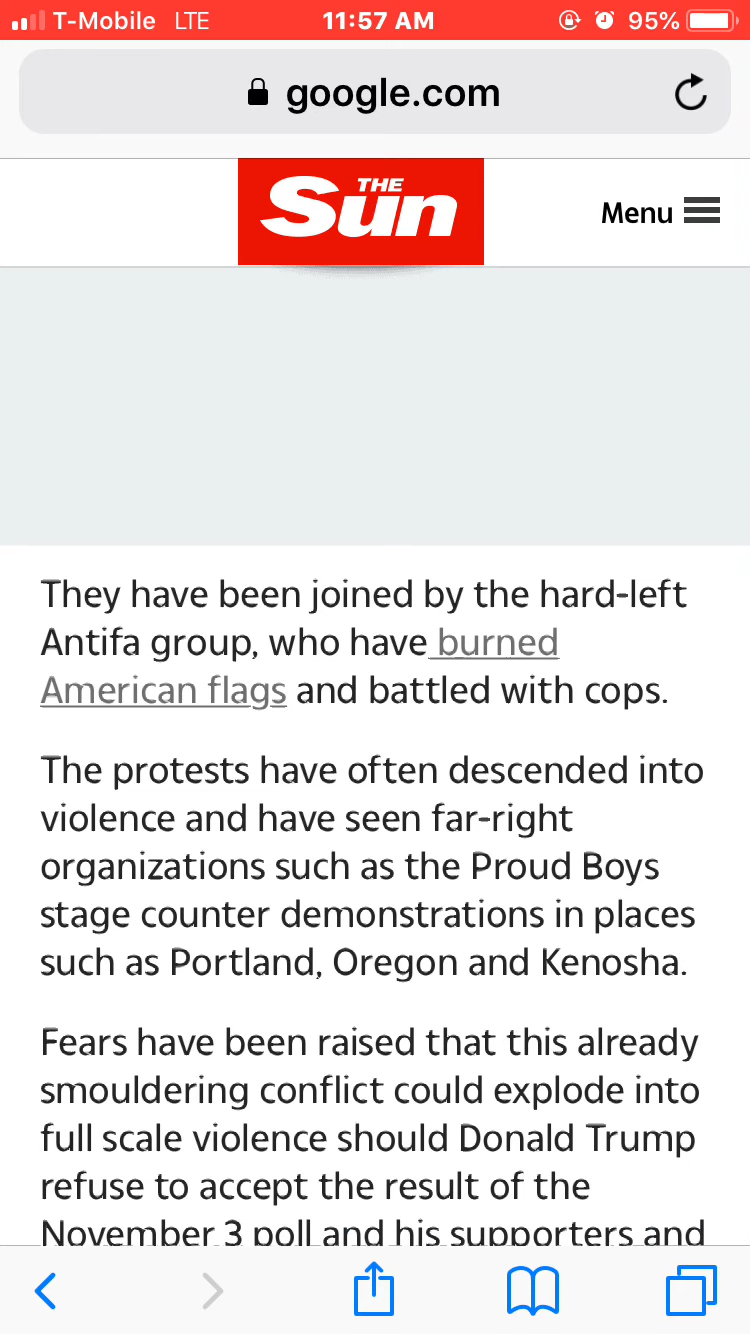 T-Mobile LTE 11:57 AM 95%
google.com
THE
Sun
Menu
They have been joined by the hard-left
Antifa group, who have burned
American flags and battled with cops.
The protests have often descended into
violence and have seen far-right
organizations such as the Proud Boys
stage counter demonstrations in places
such as Portland, Oregon and Kenosha.
Fears have been raised that this already
smouldering conflict could explode into
full scale violence should Donald Trump
refuse to accept the result of the
November 3 poll and his supporters and